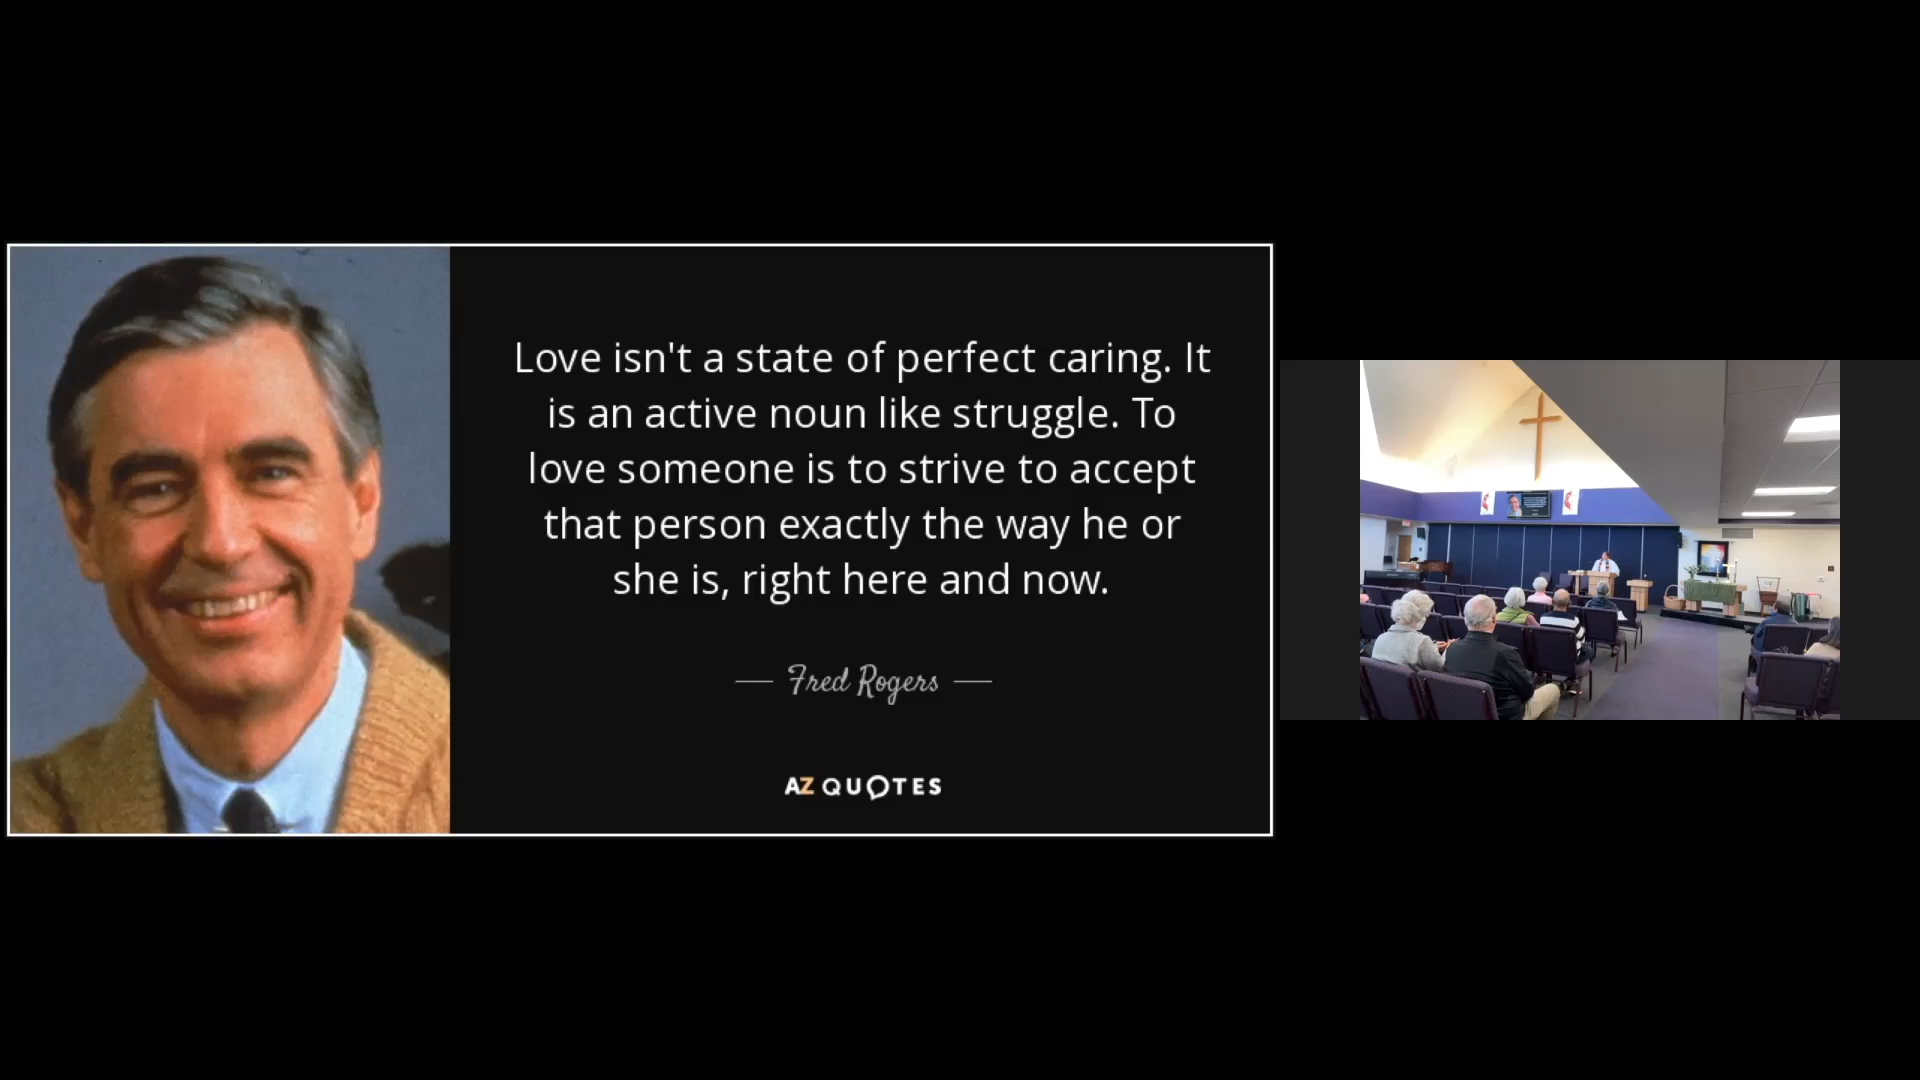 Love isn't a state of perfect caring. It
is an active noun like struggle. To
love someone is to strive to accept
that person exactly the way he or
she is, right here and now.
Fred Rogers
AZ QUOTES